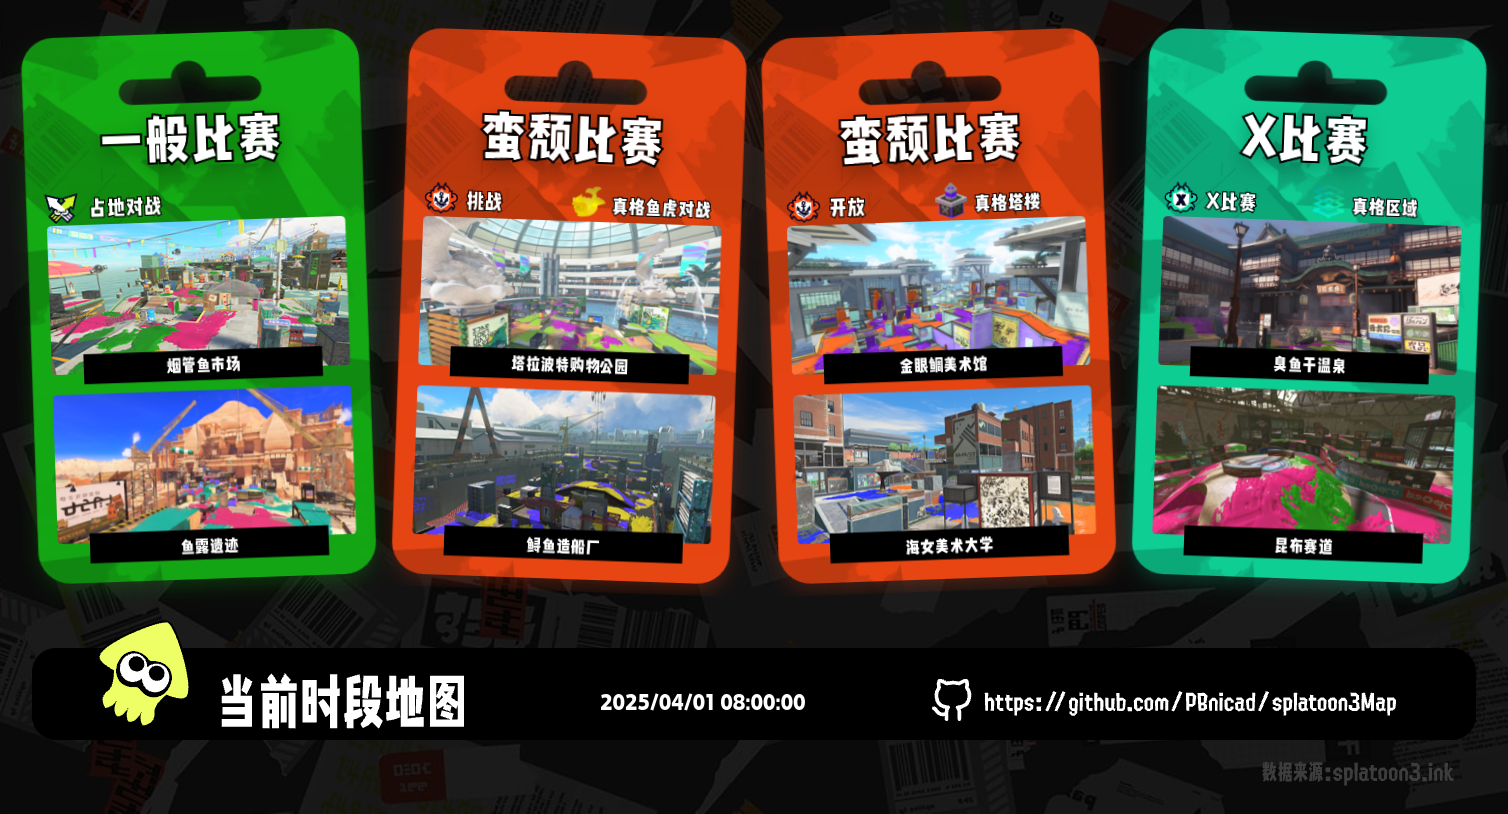 一般比赛
占地对战
烟管鱼市场
鱼露遗迹
蛮颓比赛
挑战
真格鱼虎对战
塔拉波特购物公园
鲟鱼造船厂
蛮颓比赛
开放
真格塔楼
金眼鲷美术馆
海女美术大学
X比赛
X比赛
真格区域
臭鱼干温泉
昆布赛道
当前时段地图
2025/04/01 08:00:00
https://github.com/PBnicad/splatoon3Map
数据来源:splatoon3.ink